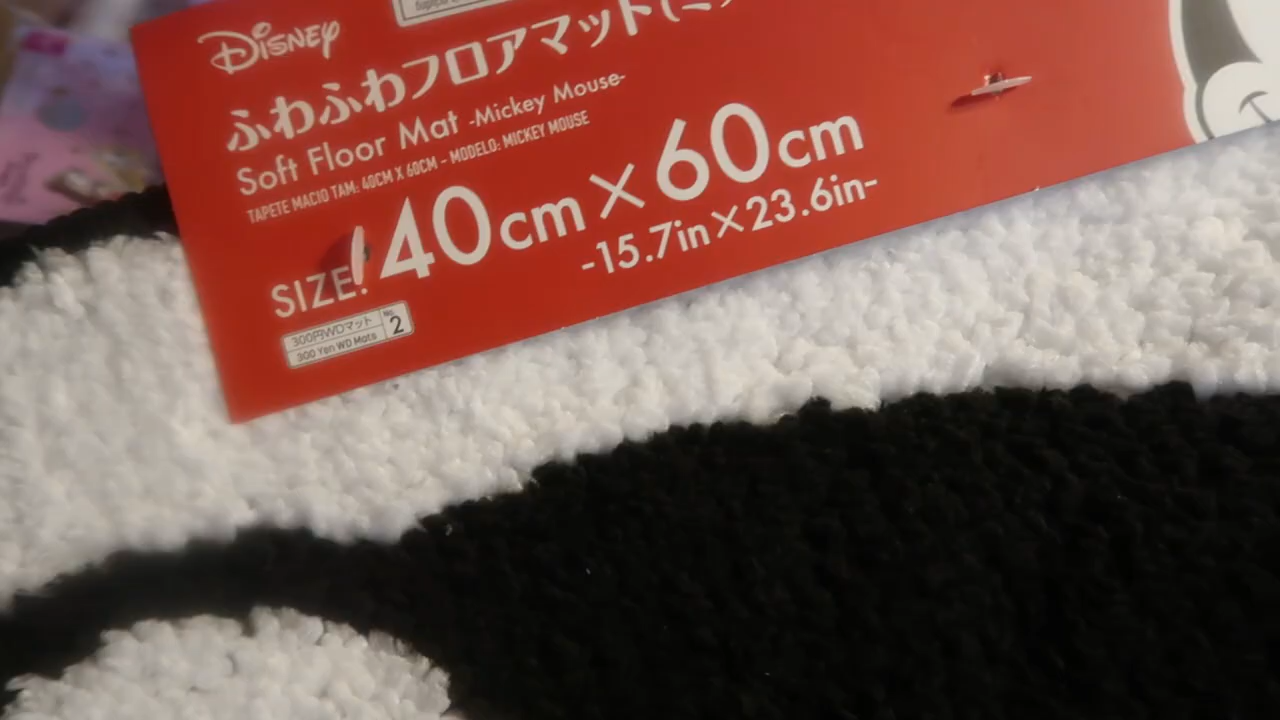 DISNEY
ふわふわフロアマット(ミ
Soft Floor Mat -Mickey Mouse-
TAPETE MACIO TAM: 40CM X 60CM - MODELO: MICKEY MOUSE
SIZE: 40cm×60cm
-15.7in×23.6in-
300円WDマット No. 2
300 Yen WD Mats